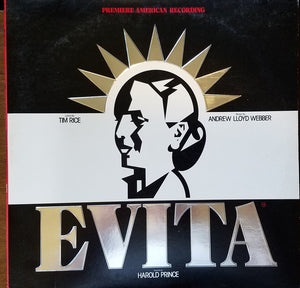 PREMIERE AMERICAN RECORDING
TIM RICE
ANDREW LLOYD WEBBER
EVITA
HAROLD PRINCE